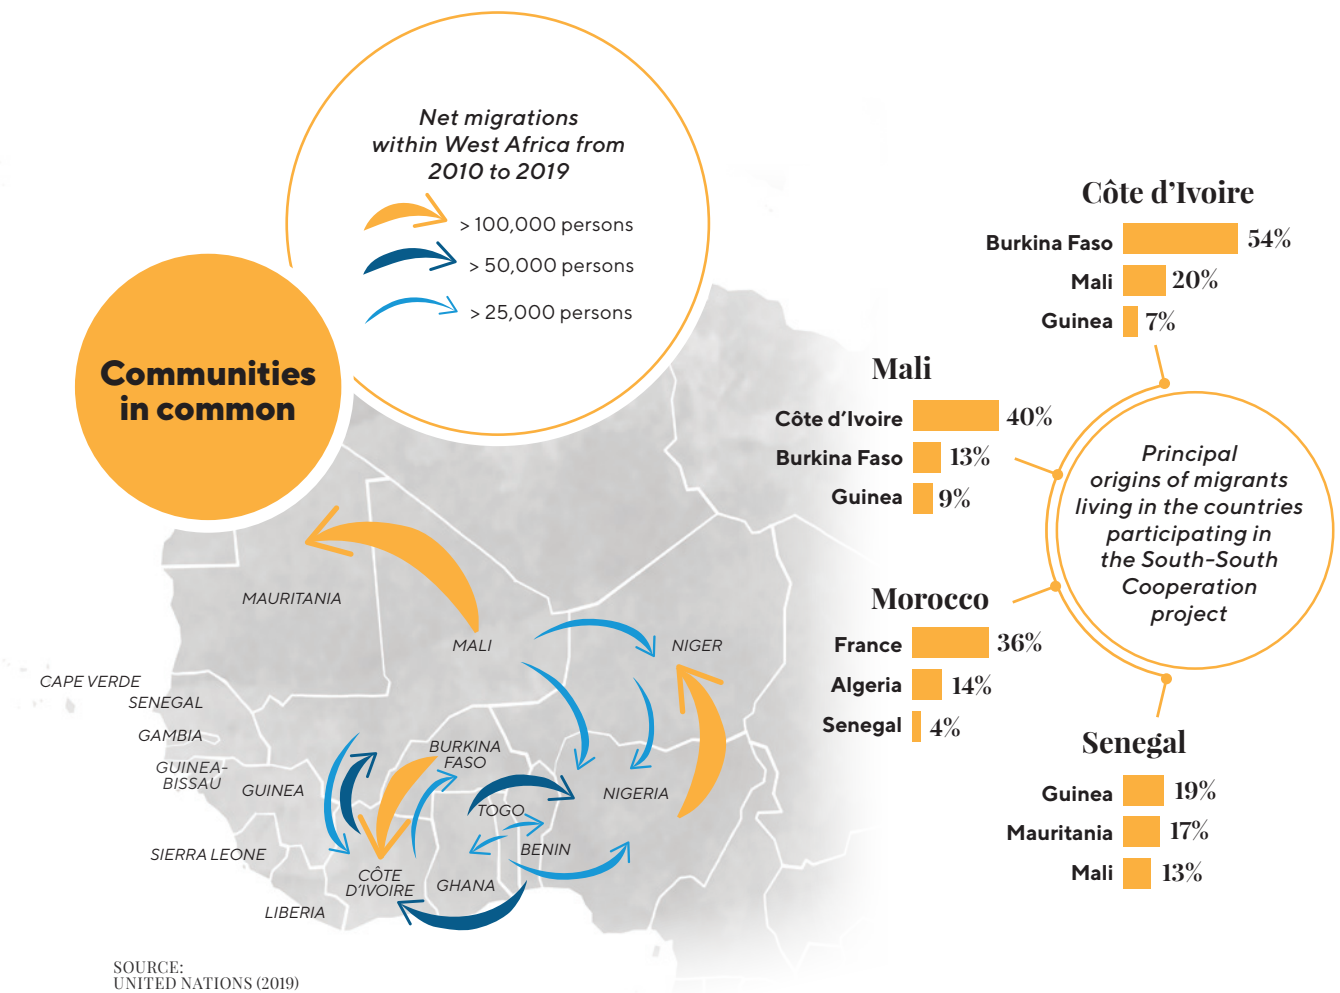 Net migrations
within West Africa from
2010 to 2019
> 100,000 persons
> 50,000 persons
> 25,000 persons
Communities
in common
MAURITANIA
MALI
NIGER
CAPE VERDE
SENEGAL
GAMBIA
GUINEA-
BISSAU
GUINEA
BURKINA
FASO
NIGERIA
TOGO
BENIN
SIERRA LEONE
CÔTE
D'IVOIRE
GHANA
LIBERIA
SOURCE:
UNITED NATIONS (2019)
Côte d'Ivoire
Burkina Faso 54%
Mali 20%
Guinea 7%
Mali
Côte d'Ivoire 40%
Burkina Faso 13%
Guinea 9%
Principal
origins of migrants
living in the countries
participating in
the South-South
Cooperation
project
Morocco
France 36%
Algeria 14%
Senegal 4%
Senegal
Guinea 19%
Mauritania 17%
Mali 13%